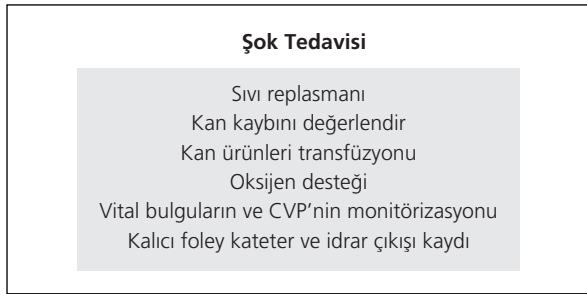 Şok Tedavisi
Sıvı replasmanı
Kan kaybını değerlendir
Kan ürünleri transfüzyonu
Oksijen desteği
Vital bulguların ve CVP’nin monitörizasyonu
Kalıcı foley kateter ve idrar çıkışı kaydı